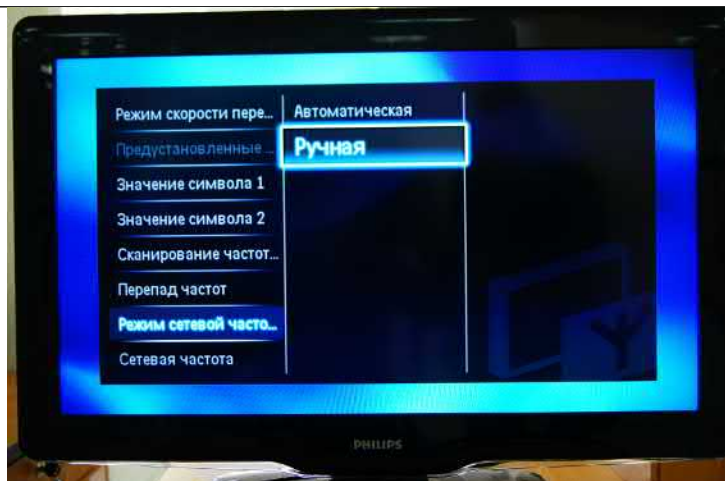 Режим скорости пере...
Предустановленные ...
Значение символа 1
Значение символа 2
Сканирование частот...
Перепад частот
Режим сетевой часто...
Сетевая частота
Автоматическая
Ручная
PHILIPS